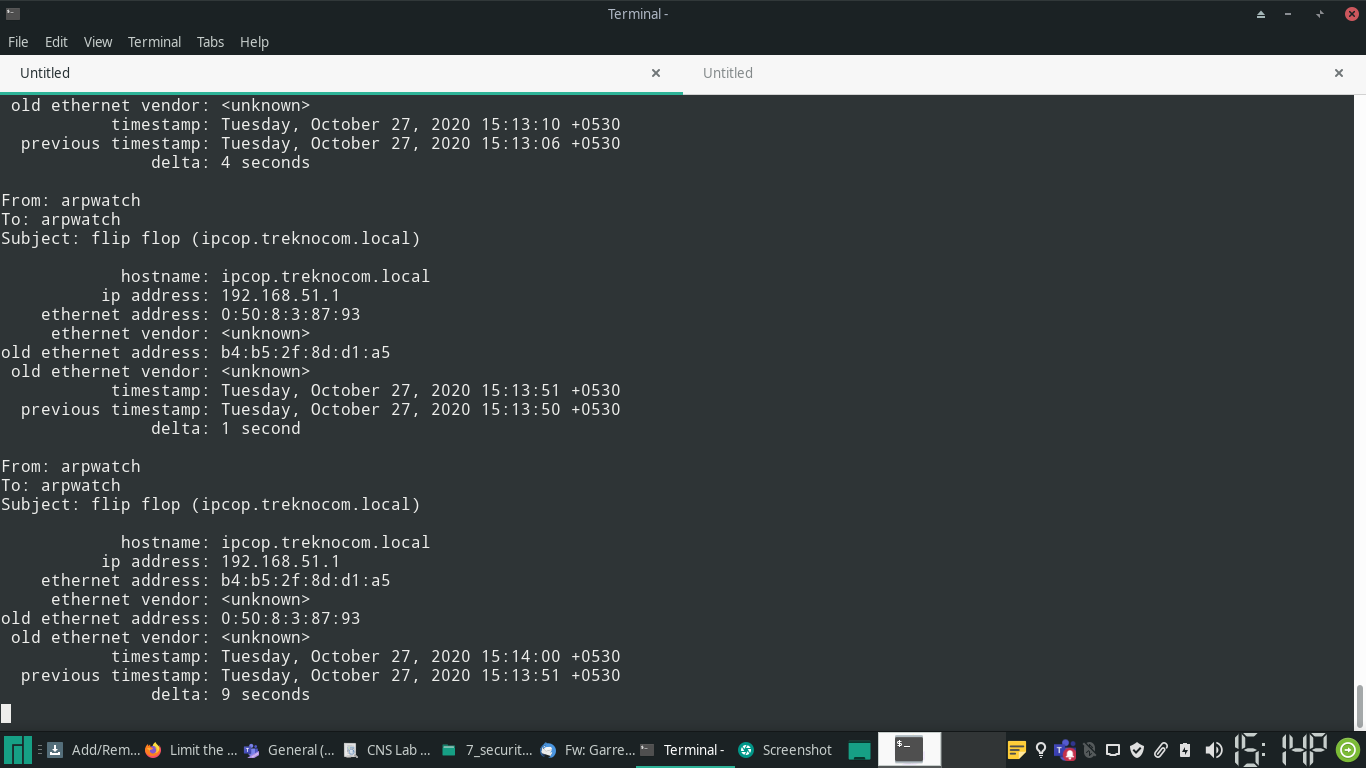 Terminal -
File Edit View Terminal Tabs Help
Untitled
Untitled
old ethernet vendor: <unknown>
timestamp: Tuesday, October 27, 2020 15:13:10 +0530
previous timestamp: Tuesday, October 27, 2020 15:13:06 +0530
delta: 4 seconds
From: arpwatch
To: arpwatch
Subject: flip flop (ipcop.treknocom.local)
hostname: ipcop.treknocom.local
ip address: 192.168.51.1
ethernet address: 0:50:8:3:87:93
ethernet vendor: <unknown>
old ethernet address: b4:b5:2f:8d:d1:a5
old ethernet vendor: <unknown>
timestamp: Tuesday, October 27, 2020 15:13:51 +0530
previous timestamp: Tuesday, October 27, 2020 15:13:50 +0530
delta: 1 second
From: arpwatch
To: arpwatch
Subject: flip flop (ipcop.treknocom.local)
hostname: ipcop.treknocom.local
ip address: 192.168.51.1
ethernet address: b4:b5:2f:8d:d1:a5
ethernet vendor: <unknown>
old ethernet address: 0:50:8:3:87:93
old ethernet vendor: <unknown>
timestamp: Tuesday, October 27, 2020 15:14:00 +0530
previous timestamp: Tuesday, October 27, 2020 15:13:51 +0530
delta: 9 seconds
Add/Rem... Limit the ... General (... CNS Lab ... 7_securit... Fw: Garre... Terminal - Screenshot 15:14P